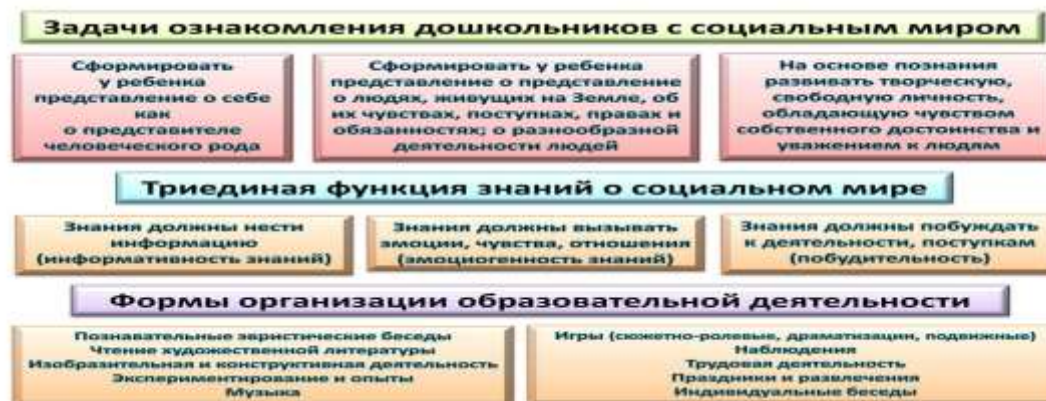 Задачи ознакомления дошкольников с социальным миром
Сформировать
у ребенка
представление о себе
как
о представителе
человеческого рода
Сформировать у ребенка
представление о представление
о людях, живущих на Земле, об
их чувствах, поступках, правах и
обязанностях; о разнообразной
деятельности людей
На основе познания
развивать творческую,
свободную личность,
обладающую чувством
собственного достоинства и
уважением к людям
Триединая функция знаний о социальном мире
Знания должны нести
информацию
(информативность знаний)
Знания должны вызывать
эмоции, чувства, отношения
(эмоциогенность знаний)
Знания должны побуждать
к деятельности, поступкам
(побудительность)
Формы организации образовательной деятельности
Познавательные эвристические беседы
Чтение художественной литературы
Изобразительная и конструктивная деятельность
Экспериментирование и опыты
Музыка
Игры (сюжетно-ролевые, драматизации, подвижные)
Наблюдения
Трудовая деятельность
Праздники и развлечения
Индивидуальные беседы